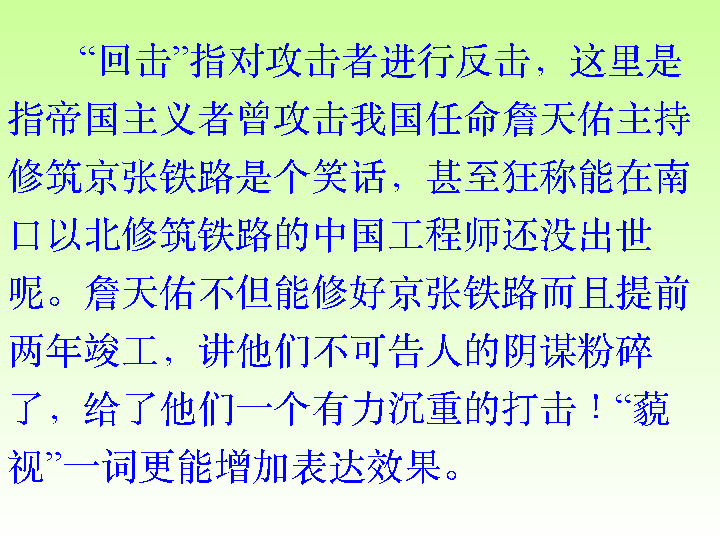 “回击”指对攻击者进行反击，这里是
指帝国主义者曾攻击我国任命詹天佑主持
修筑京张铁路是个笑话，甚至狂称能在南
口以北修筑铁路的中国工程师还没出世
呢。詹天佑不但能修好京张铁路而且提前
两年竣工，讲他们不可告人的阴谋粉碎
了，给了他们一个有力沉重的打击！“藐
视”一词更能增加表达效果。